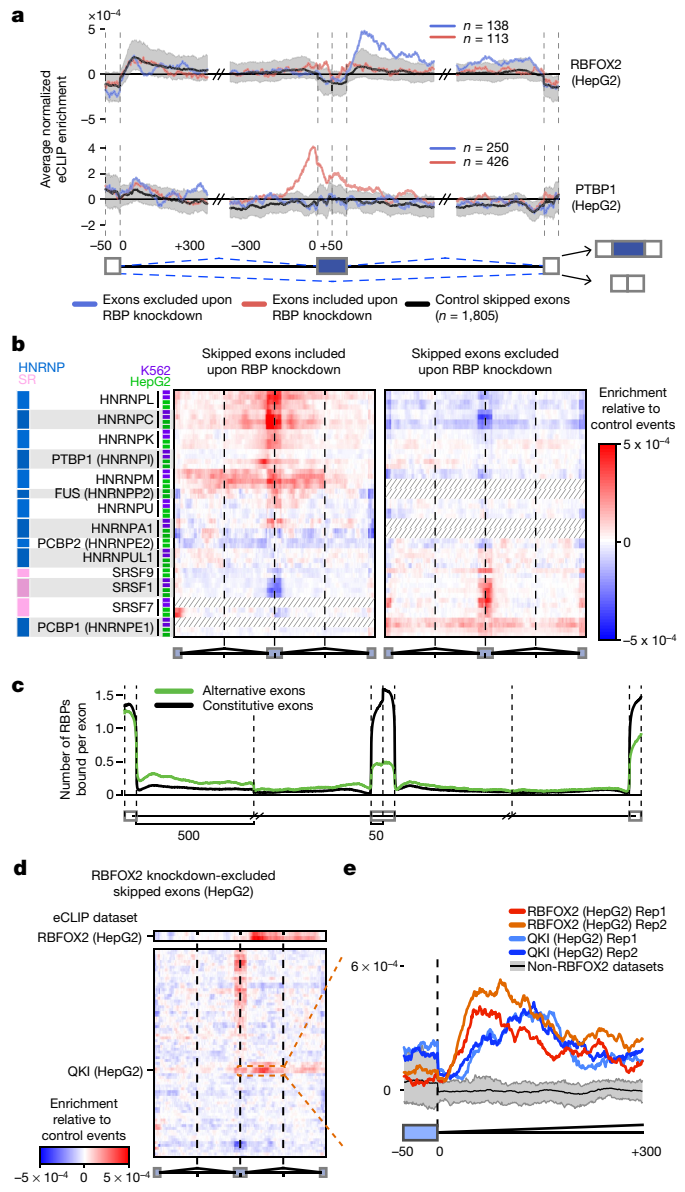 a
×10⁻⁴
5
0
−5
n = 138
n = 113
RBFOX2
(HepG2)
Average normalized
eCLIP enrichment
4
2
0
−2
n = 250
n = 426
PTBP1
(HepG2)
−50 0 +300 −300 0 +50
Exons excluded upon
RBP knockdown
Exons included upon
RBP knockdown
Control skipped exons
(n = 1,805)
b
HNRNP
SR
K562
HepG2
Skipped exons included
upon RBP knockdown
Skipped exons excluded
upon RBP knockdown
HNRNPL
HNRNPC
HNRNPK
PTBP1 (HNRNPI)
HNRNPM
FUS (HNRNPP2)
HNRNPU
HNRNPA1
PCBP2 (HNRNPE2)
HNRNPUL1
SRSF9
SRSF1
SRSF7
PCBP1 (HNRNPE1)
Enrichment
relative to
control events
5 × 10⁻⁴
0
−5 × 10⁻⁴
c
Number of RBPs
bound per exon
1.5
1.0
0.5
0
Alternative exons
Constitutive exons
500
50
d
RBFOX2 knockdown-excluded
skipped exons (HepG2)
eCLIP dataset
RBFOX2 (HepG2)
QKI (HepG2)
Enrichment
relative to
control events
−5 × 10⁻⁴ 0 5 × 10⁻⁴
e
RBFOX2 (HepG2) Rep1
RBFOX2 (HepG2) Rep2
QKI (HepG2) Rep1
QKI (HepG2) Rep2
Non-RBFOX2 datasets
6 × 10⁻⁴
0
−50 0 +300